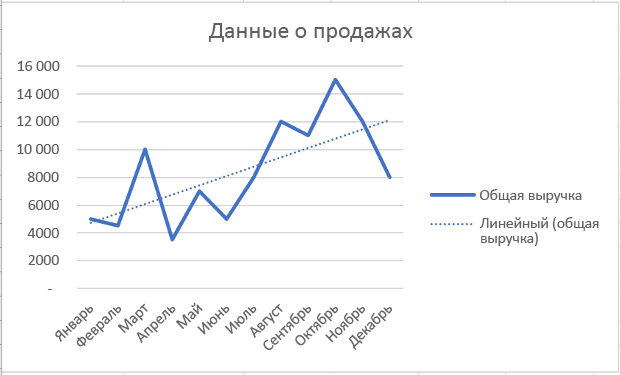 Данные о продажах
16 000
14 000
12 000
10 000
8000
6000
4000
2000
-
Январь
Февраль
Март
Апрель
Май
Июнь
Июль
Август
Сентябрь
Октябрь
Ноябрь
Декабрь
Общая выручка
Линейный (общая
выручка)